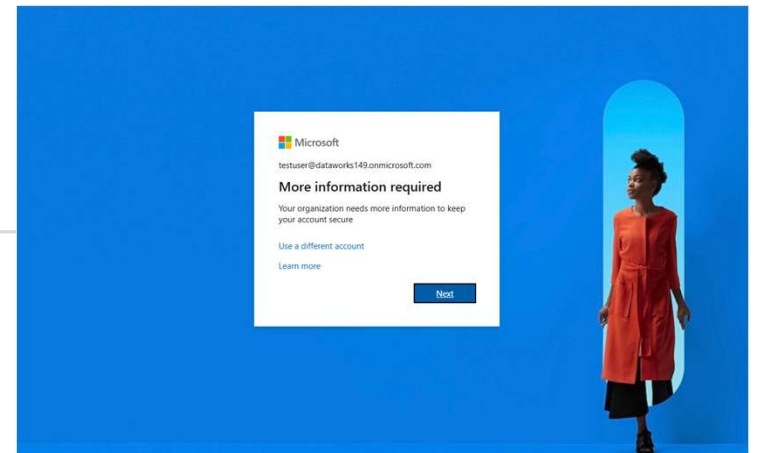 Microsoft
testuser@dataworks149.onmicrosoft.com
More information required
Your organization needs more information to keep
your account secure
Use a different account
Learn more
Next